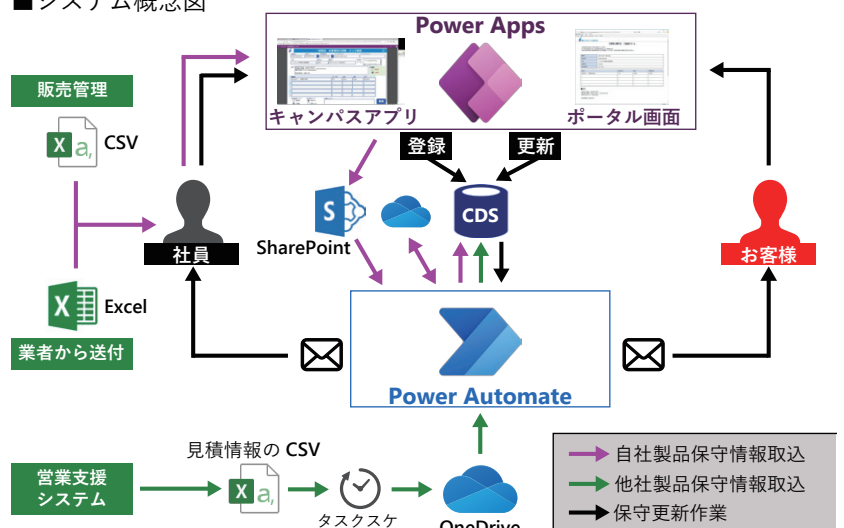 ■システム概念図
Power Apps
キャンパスアプリ
ポータル画面
販売管理
CSV
登録
更新
CDS
SharePoint
社員
お客様
Excel
業者から送付
Power Automate
見積情報の CSV
営業支援
システム
タスクスケ
OneDrive
自社製品保守情報取込
他社製品保守情報取込
保守更新作業